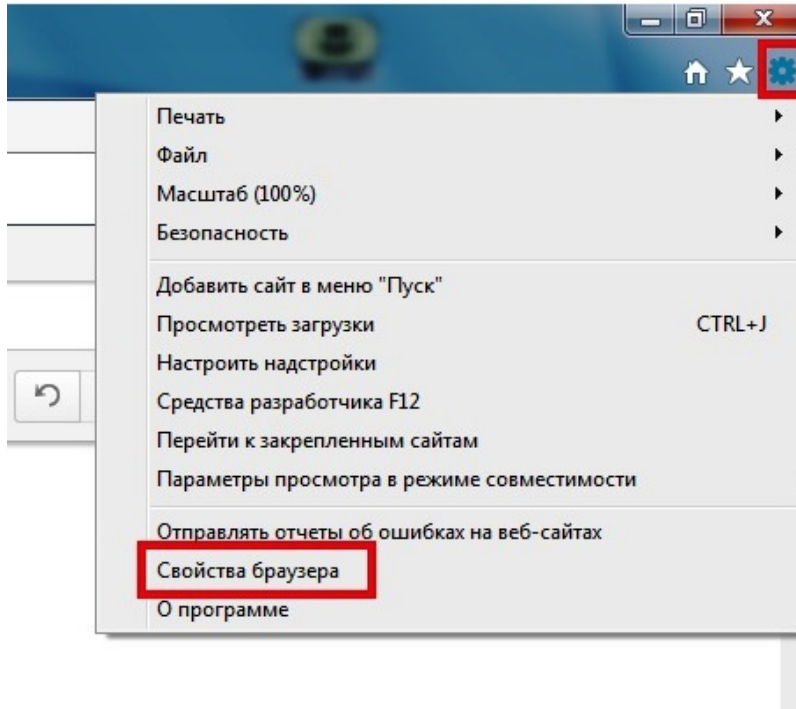 Печать
Файл
Масштаб (100%)
Безопасность
Добавить сайт в меню "Пуск"
Просмотреть загрузки CTRL+J
Настроить надстройки
Средства разработчика F12
Перейти к закрепленным сайтам
Параметры просмотра в режиме совместимости
Отправлять отчеты об ошибках на веб-сайтах
Свойства браузера
О программе